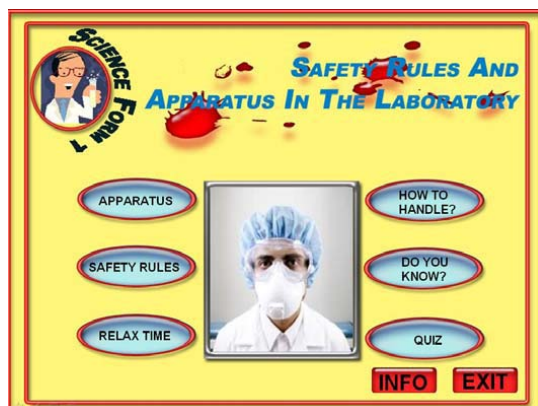 SCIENCE FORM 1
SAFETY RULES AND
APPARATUS IN THE LABORATORY
APPARATUS
HOW TO
HANDLE?
SAFETY RULES
DO YOU
KNOW?
RELAX TIME
QUIZ
INFO
EXIT